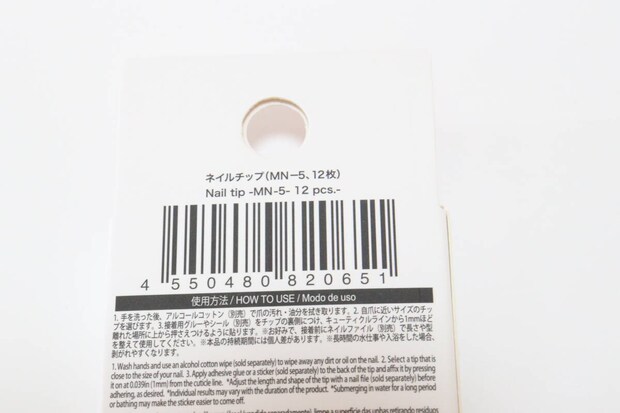 ネイルチップ(MN−5、12枚)
Nail tip -MN-5- 12 pcs.-
4 550480 820651
使用方法 / HOW TO USE / Modo de uso
1. 手を洗った後、アルコールコットン(別売)で爪の汚れ・油分を拭き取ります。2. 自爪に近いサイズのチッ
プを選びます。3.接着用グルーやシール(別売)をチップの裏側につけ、キューティクルラインから1mmほど
離れた場所に上から押さえつけるように貼ります。※お好みで、接着前にネイルファイル(別売)で長さや型
を整えて使用してください。※本品の持続期間には個人差があります。※長時間の水仕事や入浴をした場合、
剥がれやすくなります。
1. Wash hands and use an alcohol cotton wipe (sold separately) to wipe away any dirt or oil on the nail. 2. Select a tip that is
close to the size of your nail. 3. Apply adhesive glue or a sticker (sold separately) to the back of the tip and affix it by pressing
it on at 0.039in (1mm) from the cuticle line. *Adjust the length and shape of the tip with a nail file (sold separately) before
adhering, as desired. *Individual results may vary with the duration of the product. *Submerging in water for a long period
or bathing may make the sticker easier to come off.
limpe a superfície das unhas retirando resíduos